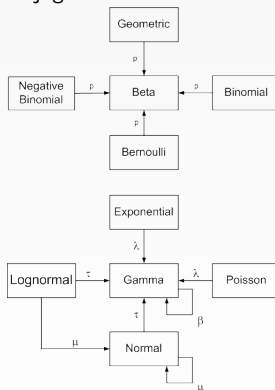 Geometric
p
Negative
Binomial
p
Beta
p
Binomial
p
Bernoulli
Exponential
λ
Lognormal
τ
Gamma
λ
Poisson
β
τ
μ
Normal
μ